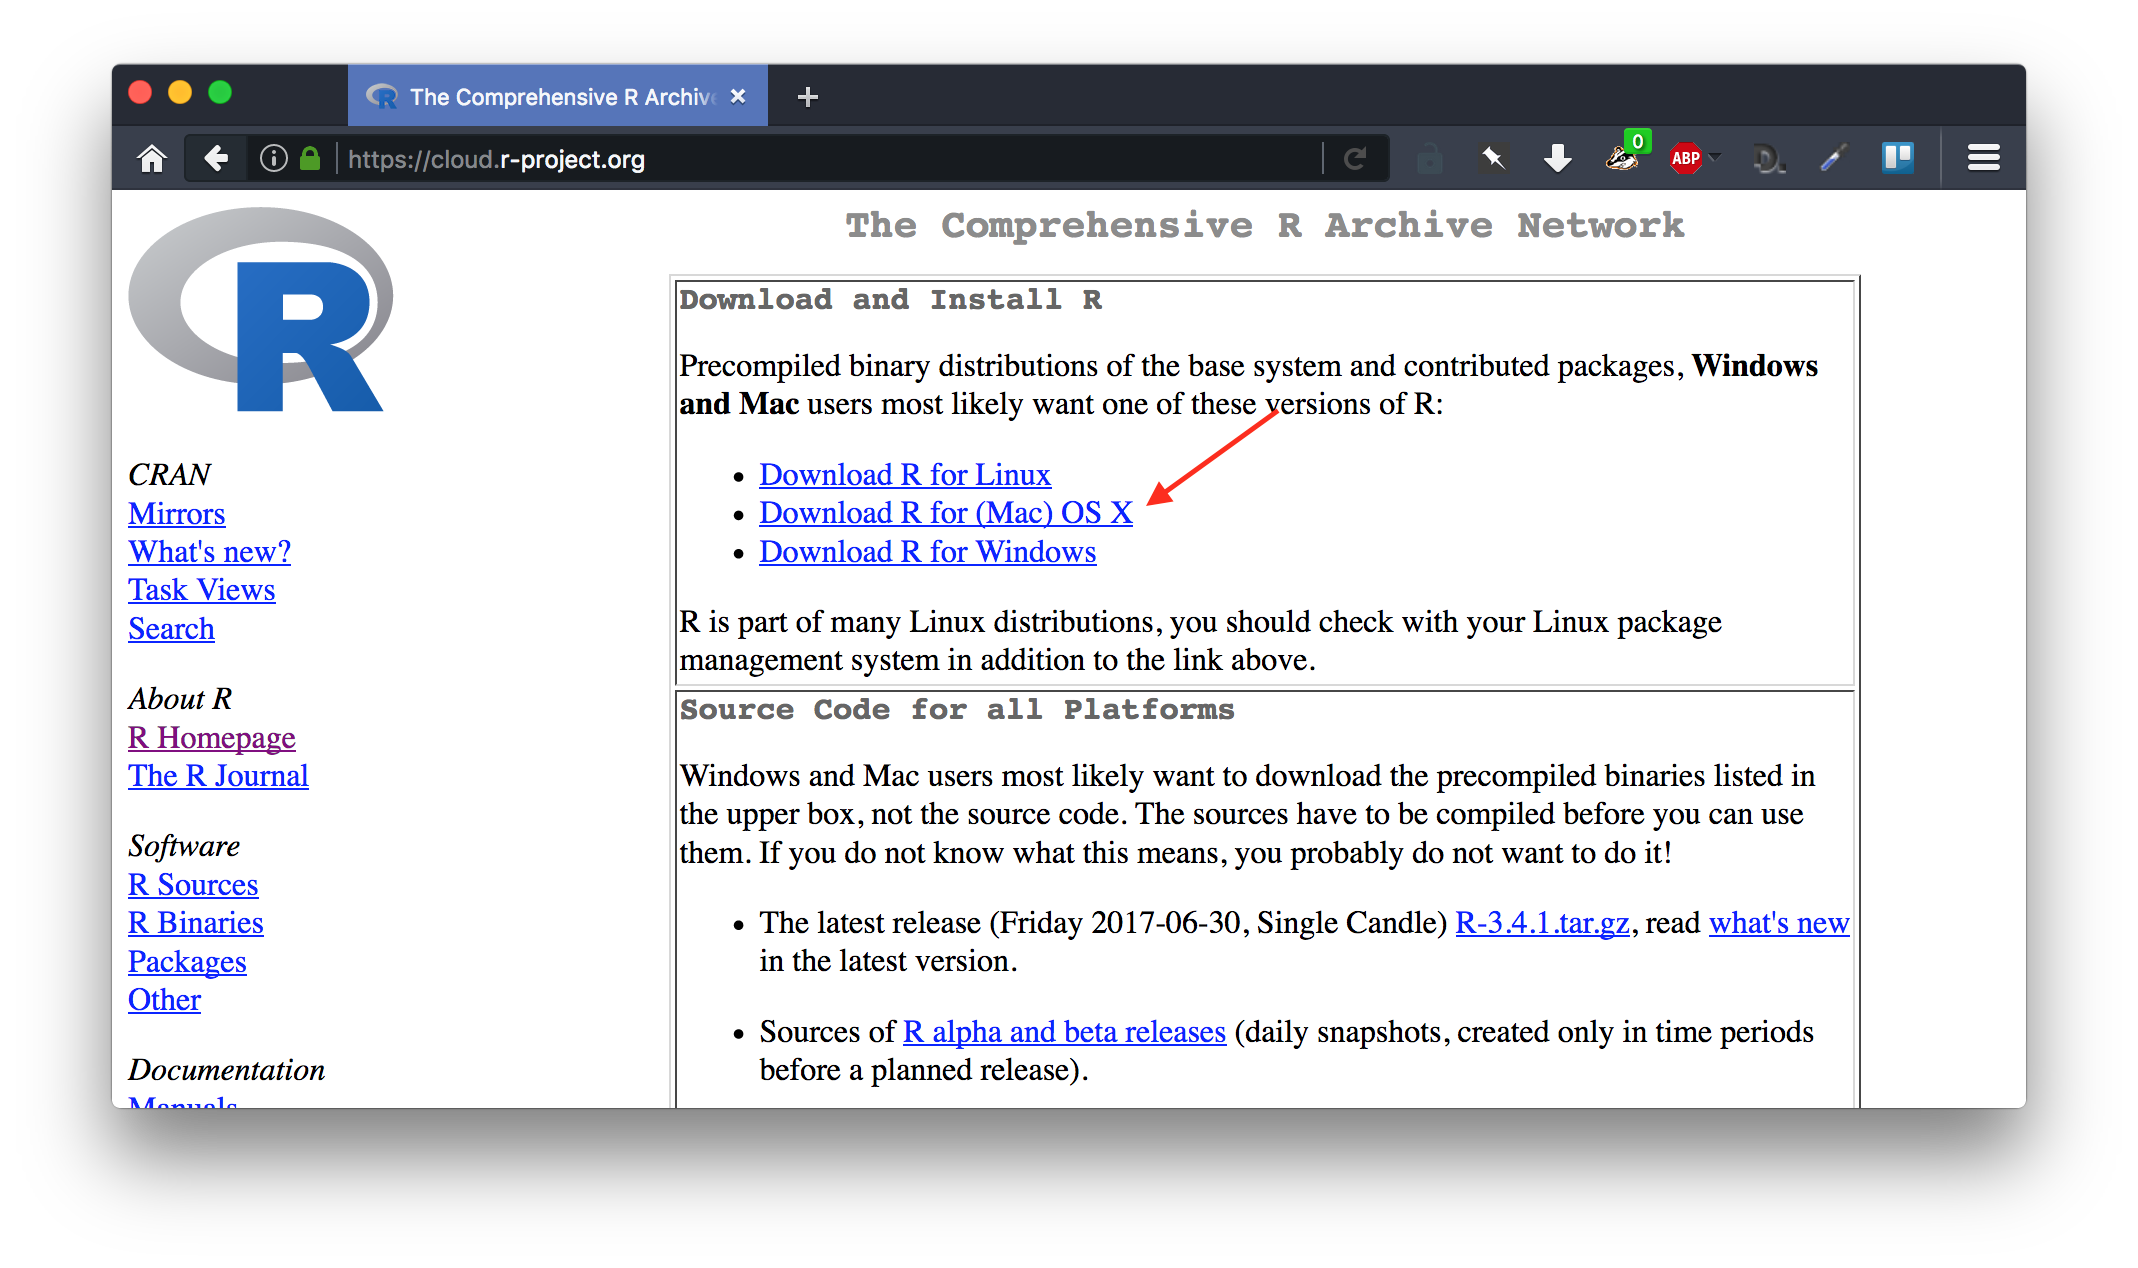 The Comprehensive R Archive
https://cloud.r-project.org
0
ABP
D.
R
The Comprehensive R Archive Network
CRAN
Mirrors
What's new?
Task Views
Search
About R
R Homepage
The R Journal
Software
R Sources
R Binaries
Packages
Other
Documentation
Manuals
Download and Install R
Precompiled binary distributions of the base system and contributed packages, Windows
and Mac users most likely want one of these versions of R:
• Download R for Linux
• Download R for (Mac) OS X
• Download R for Windows
R is part of many Linux distributions, you should check with your Linux package
management system in addition to the link above.
Source Code for all Platforms
Windows and Mac users most likely want to download the precompiled binaries listed in
the upper box, not the source code. The sources have to be compiled before you can use
them. If you do not know what this means, you probably do not want to do it!
• The latest release (Friday 2017-06-30, Single Candle) R-3.4.1.tar.gz, read what's new
in the latest version.
• Sources of R alpha and beta releases (daily snapshots, created only in time periods
before a planned release).